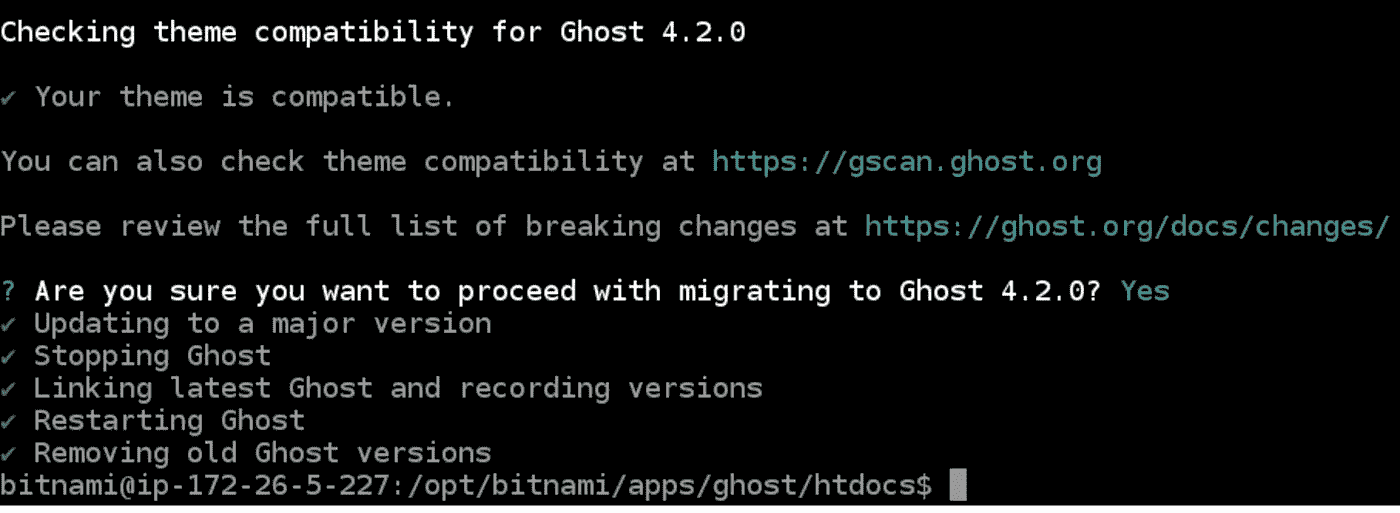 Checking theme compatibility for Ghost 4.2.0
✔ Your theme is compatible.
You can also check theme compatibility at https://gscan.ghost.org
Please review the full list of breaking changes at https://ghost.org/docs/changes/
? Are you sure you want to proceed with migrating to Ghost 4.2.0? Yes
✔ Updating to a major version
✔ Stopping Ghost
✔ Linking latest Ghost and recording versions
✔ Restarting Ghost
✔ Removing old Ghost versions
bitnami@ip-172-26-5-227:/opt/bitnami/apps/ghost/htdocs$